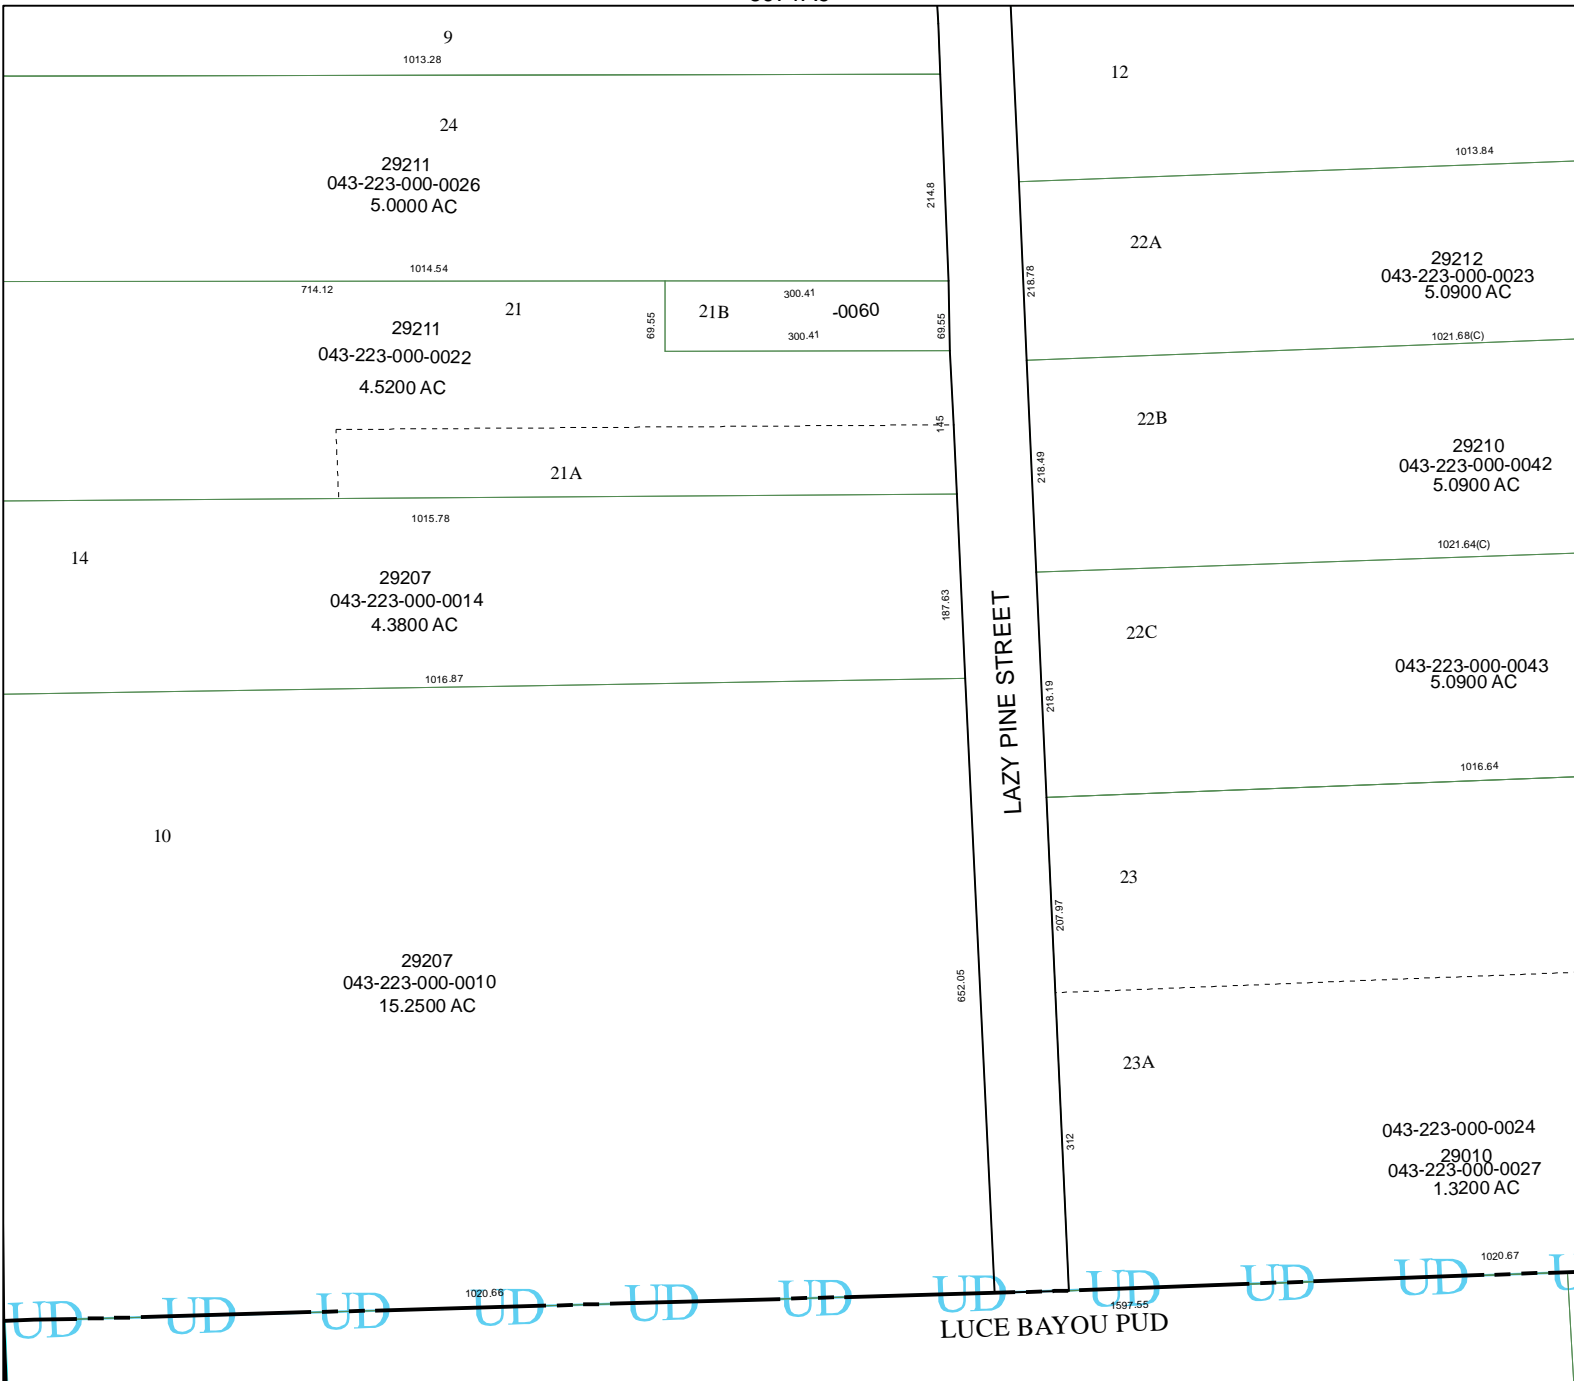 9
1013.28
24
29211
043-223-000-0026
5.0000 AC
214.8
1014.54
714.12
21
29211
043-223-000-0022
4.5200 AC
69.55
21B
300.41
-0060
300.41
69.55
145
21A
1015.78
14
29207
043-223-000-0014
4.3800 AC
187.63
1016.87
10
29207
043-223-000-0010
15.2500 AC
652.05
LAZY PINE STREET
12
1013.84
22A
218.78
29212
043-223-000-0023
5.0900 AC
1021.68(C)
22B
218.49
29210
043-223-000-0042
5.0900 AC
1021.64(C)
22C
218.19
043-223-000-0043
5.0900 AC
1016.64
23
207.97
23A
312
043-223-000-0024
29010
043-223-000-0027
1.3200 AC
1020.67
1020.66
UD UD UD UD UD UD UD UD UD UD
1597.55
LUCE BAYOU PUD